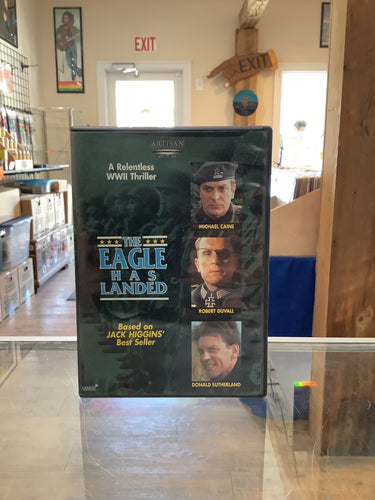 EXIT
EXIT
ARTISAN
A Relentless
WWII Thriller
MICHAEL CAINE
THE
EAGLE
HAS
LANDED
ROBERT DUVALL
Based on
JACK HIGGINS'
Best Seller
DONALD SUTHERLAND